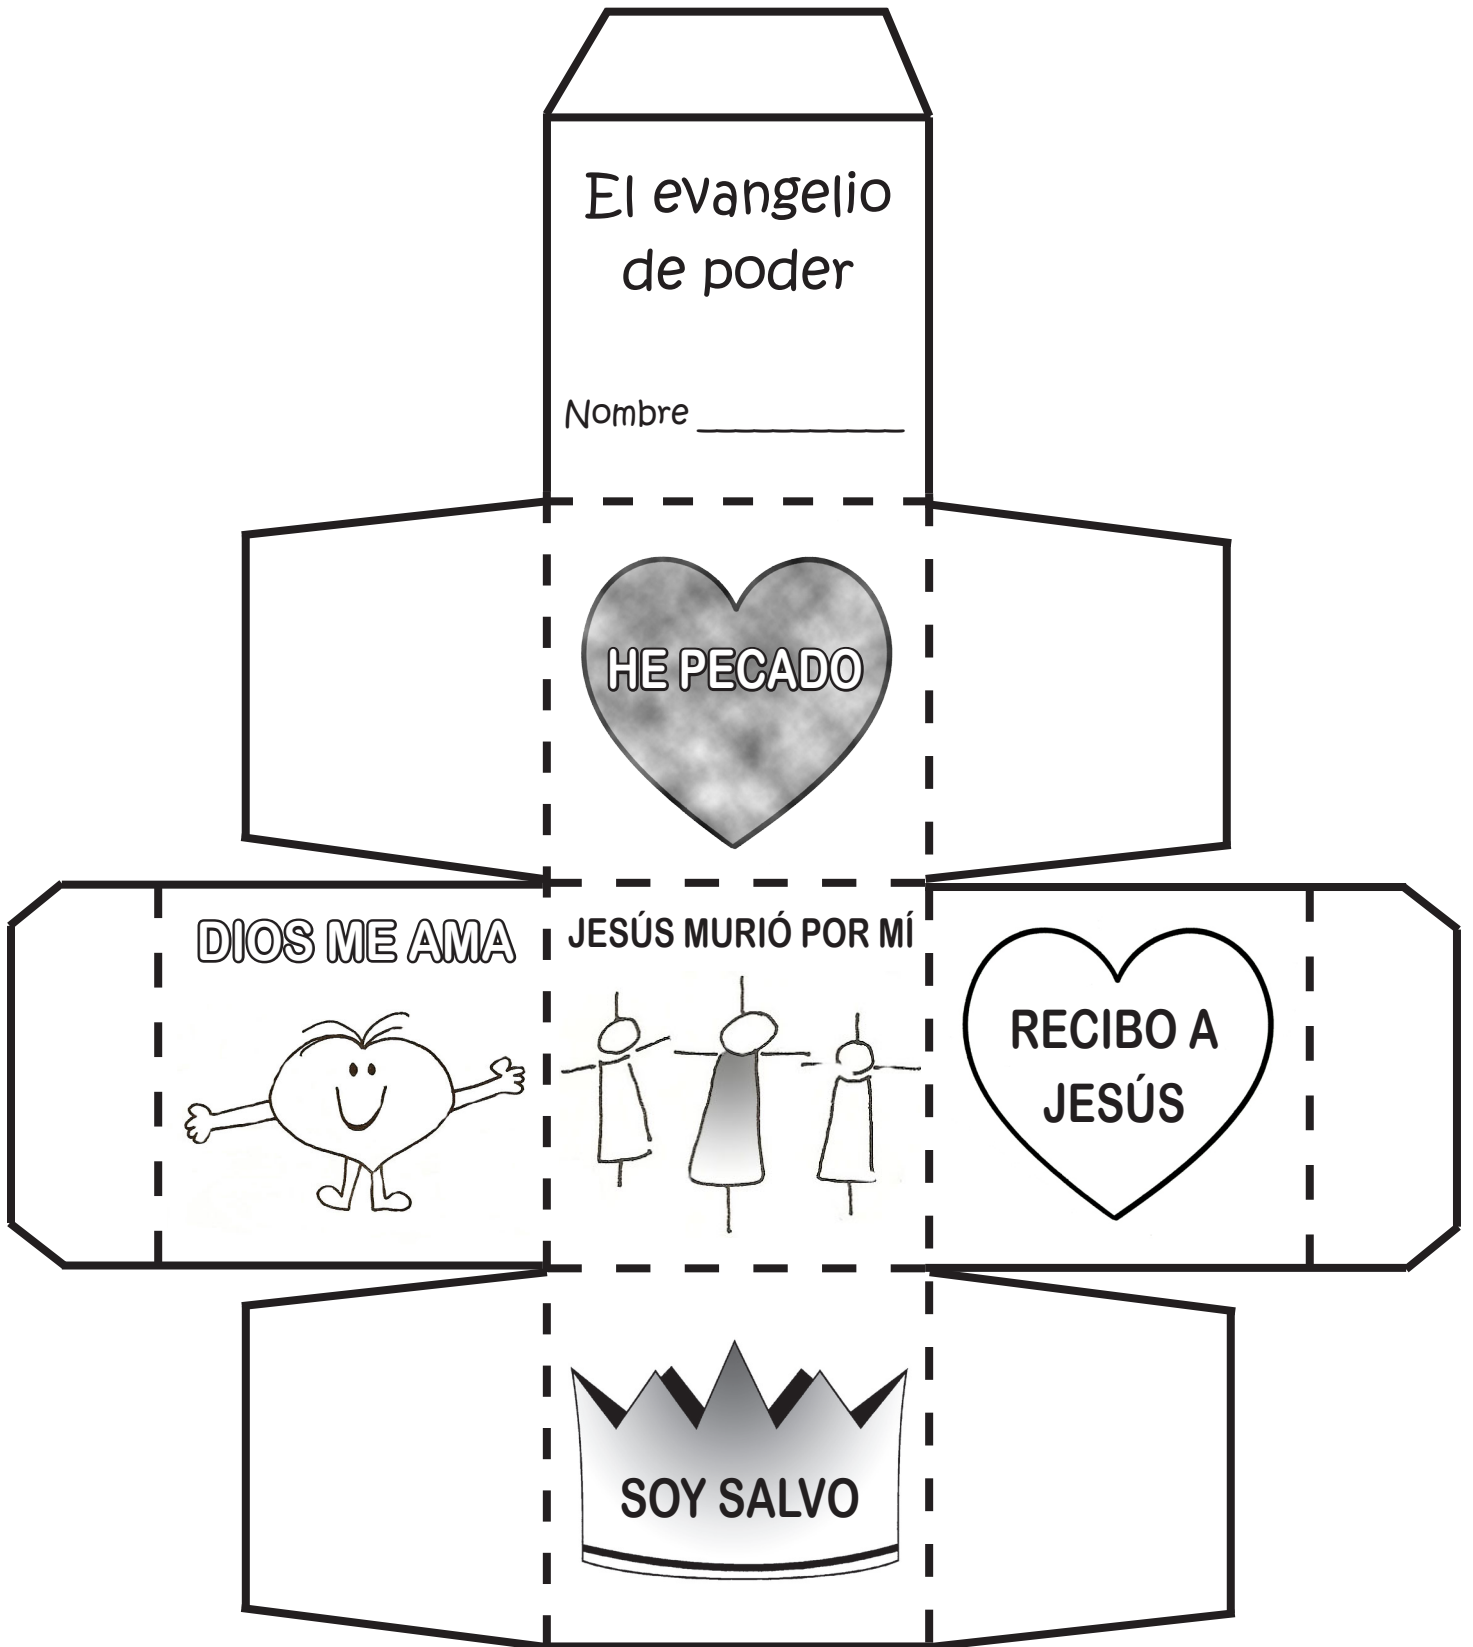 El evangelio
de poder
Nombre ____________
HE PECADO
DIOS ME AMA
JESÚS MURIÓ POR MÍ
RECIBO A
JESÚS
SOY SALVO